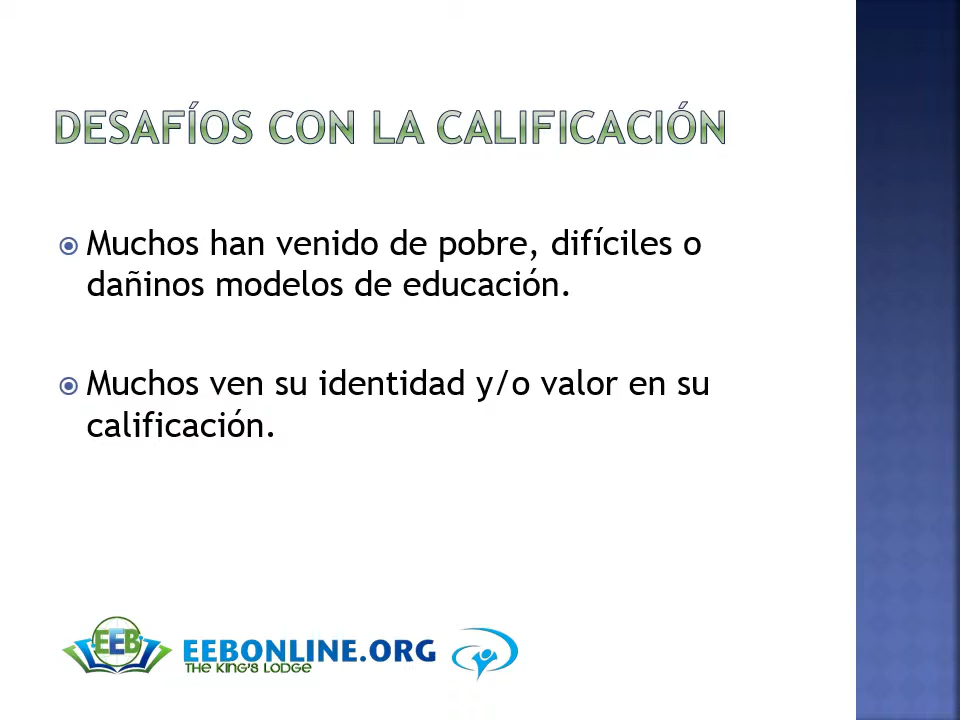 DESAFÍOS CON LA CALIFICACIÓN
Muchos han venido de pobre, difíciles o
dañinos modelos de educación.
Muchos ven su identidad y/o valor en su
calificación.
EEB
EEBONLINE.ORG
THE KING'S LODGE